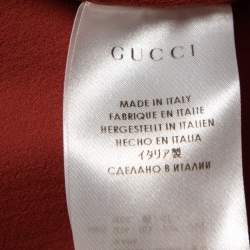 GUCCI
MADE IN ITALY
FABRIQUE EN ITALIE
HERGESTELLT IN ITALIEN
HECHO EN ITALIA
イタリア製
СДЕЛАНО В ИТАЛИИ